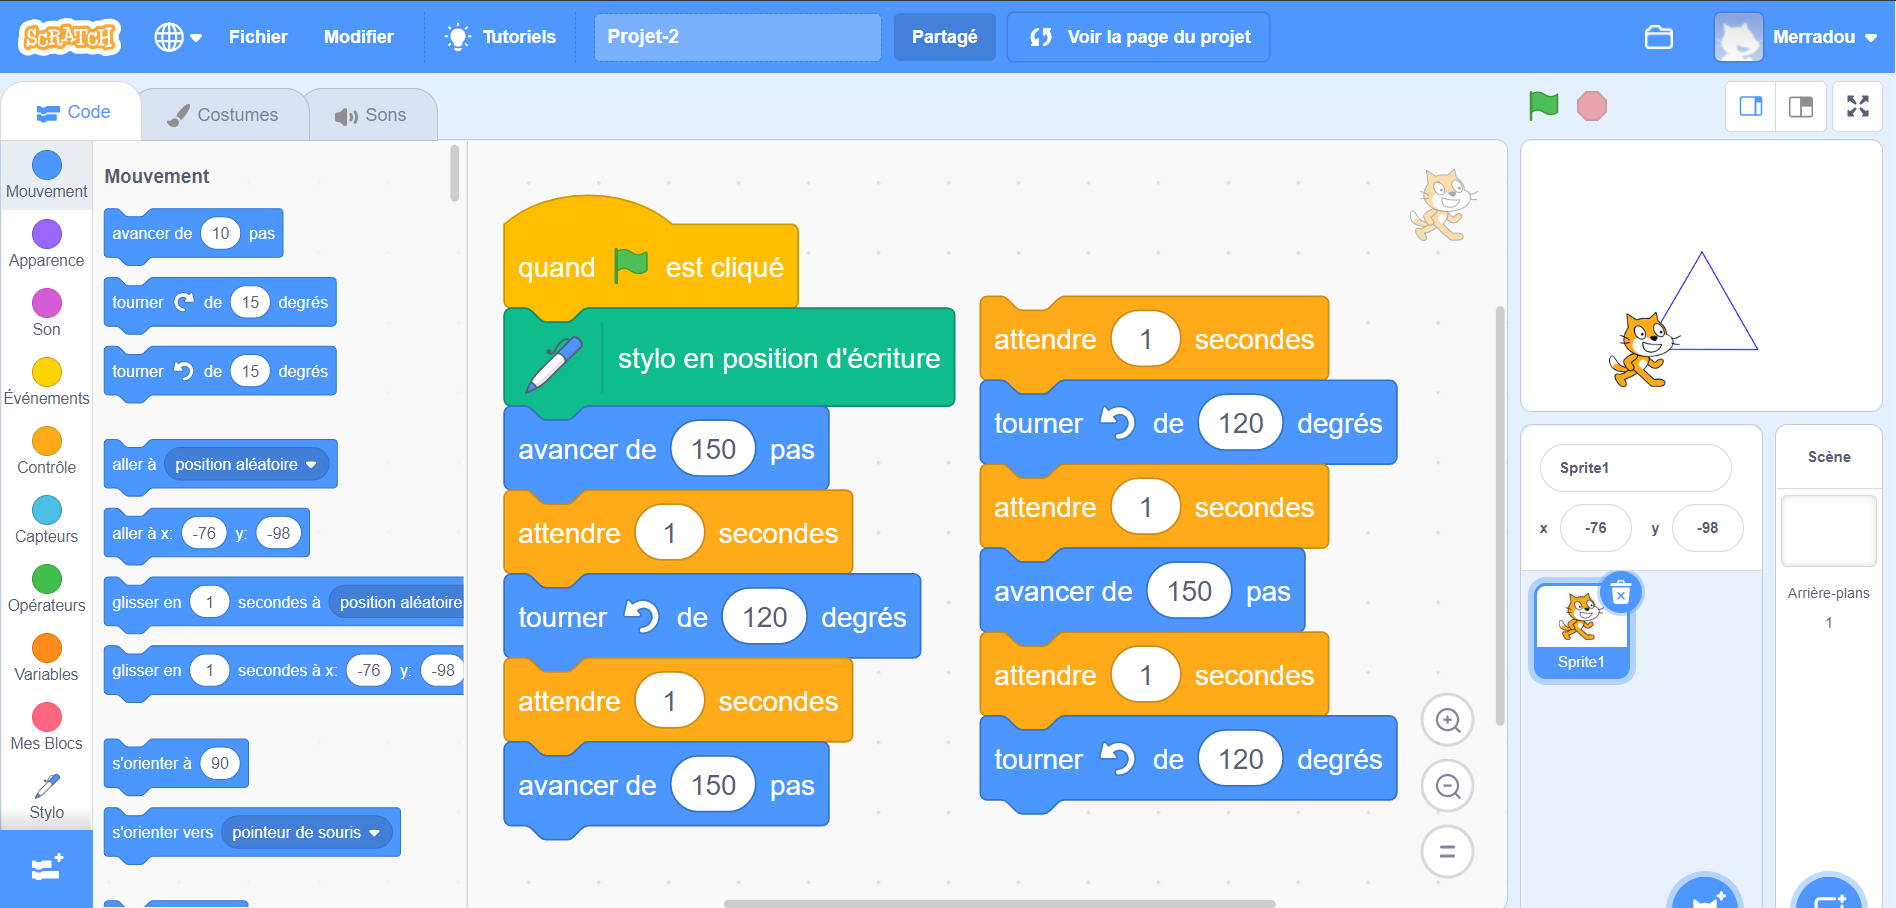 SCRATCH
Fichier
Modifier
Tutoriels
Projet-2
Partagé
Voir la page du projet
Merradou
Code
Costumes
Sons
Mouvement
Apparence
Son
Événements
Contrôle
Capteurs
Opérateurs
Variables
Mes Blocs
Stylo
Mouvement
avancer de 10 pas
tourner de 15 degrés
tourner de 15 degrés
aller à position aléatoire
aller à x: -76 y: -98
glisser en 1 secondes à position aléatoire
glisser en 1 secondes à x: -76 y: -98
s'orienter à 90
s'orienter vers pointeur de souris
quand est cliqué
stylo en position d'écriture
avancer de 150 pas
attendre 1 secondes
tourner de 120 degrés
attendre 1 secondes
avancer de 150 pas
attendre 1 secondes
tourner de 120 degrés
attendre 1 secondes
avancer de 150 pas
attendre 1 secondes
tourner de 120 degrés
Sprite1
x -76 y -98
Sprite1
Scène
Arrière-plans
1